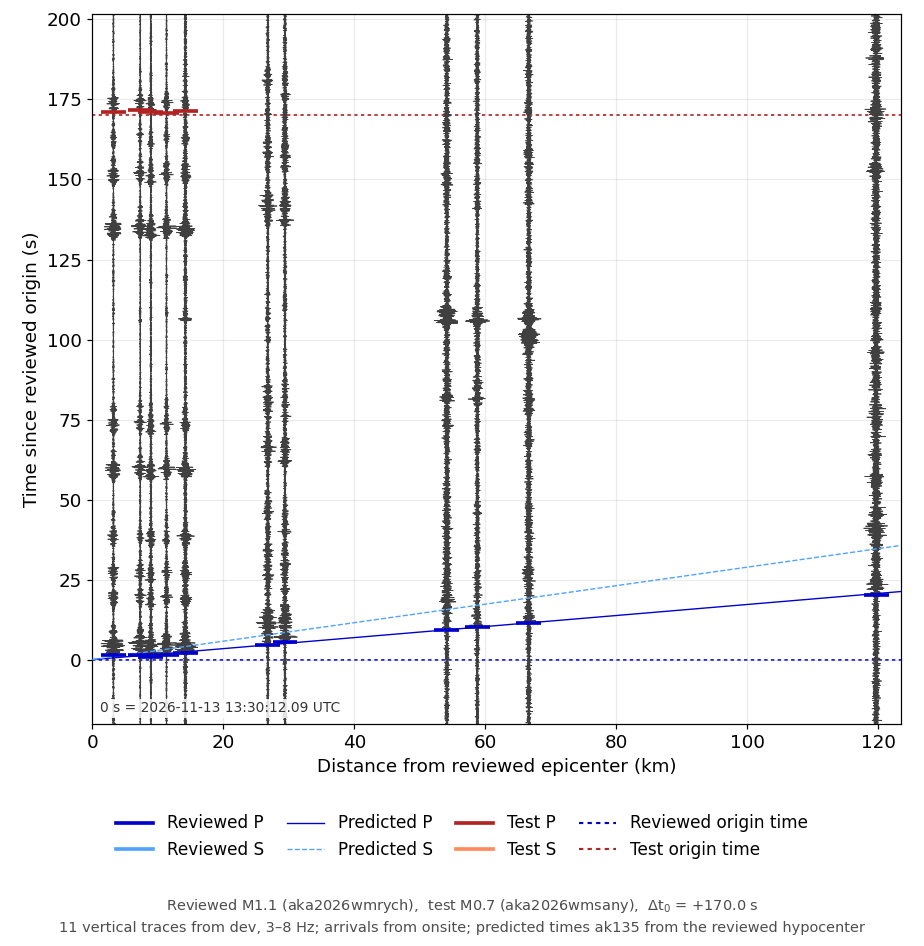 200
175
150
125
100
75
50
25
0
Time since reviewed origin (s)
0 s = 2026-11-13 13:30:12.09 UTC
0 20 40 60 80 100 120
Distance from reviewed epicenter (km)
Reviewed P Predicted P Test P Reviewed origin time
Reviewed S Predicted S Test S Test origin time
Reviewed M1.1 (aka2026wmrych), test M0.7 (aka2026wmsany), Δt₀ = +170.0 s
11 vertical traces from dev, 3–8 Hz; arrivals from onsite; predicted times ak135 from the reviewed hypocenter